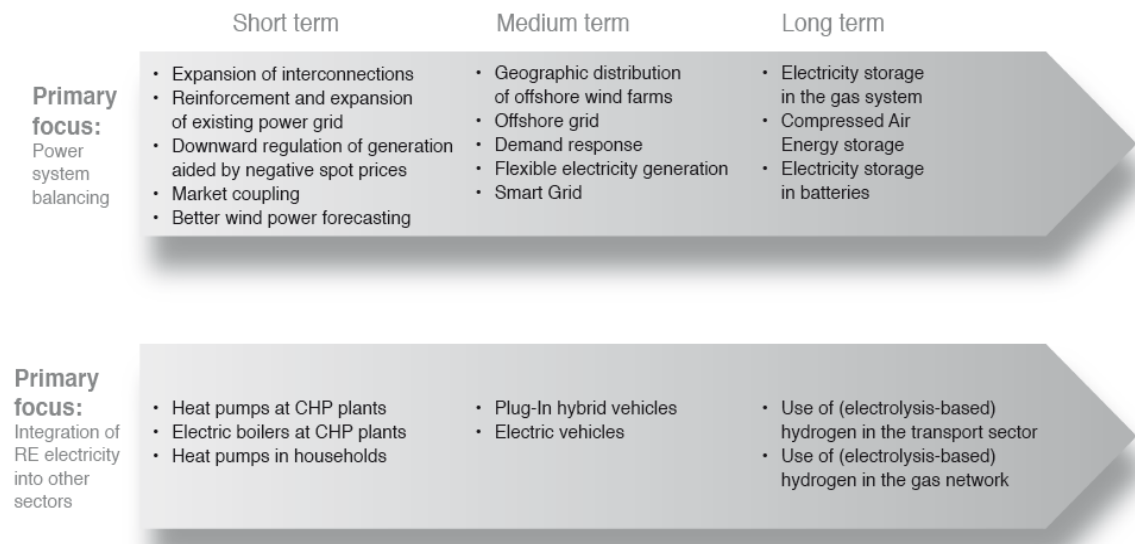 Short term
Medium term
Long term
Primary
focus:
Power
system
balancing
• Expansion of interconnections
• Reinforcement and expansion
of existing power grid
• Downward regulation of generation
aided by negative spot prices
• Market coupling
• Better wind power forecasting
• Geographic distribution
of offshore wind farms
• Offshore grid
• Demand response
• Flexible electricity generation
• Smart Grid
• Electricity storage
in the gas system
• Compressed Air
Energy storage
• Electricity storage
in batteries
Primary
focus:
Integration of
RE electricity
into other
sectors
• Heat pumps at CHP plants
• Electric boilers at CHP plants
• Heat pumps in households
• Plug-In hybrid vehicles
• Electric vehicles
• Use of (electrolysis-based)
hydrogen in the transport sector
• Use of (electrolysis-based)
hydrogen in the gas network